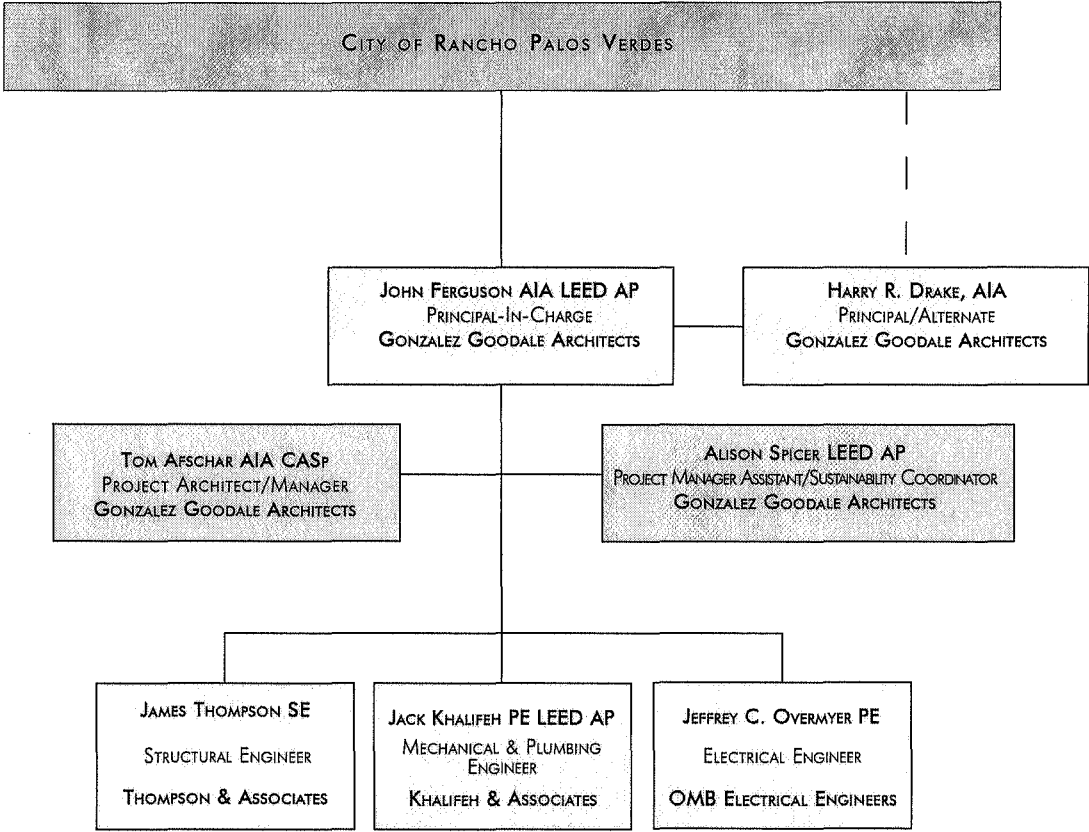 City of Rancho Palos Verdes
John Ferguson AIA LEED AP
Principal-In-Charge
Gonzalez Goodale Architects
Harry R. Drake, AIA
Principal/Alternate
Gonzalez Goodale Architects
Tom Afschar AIA CASp
Project Architect/Manager
Gonzalez Goodale Architects
Alison Spicer LEED AP
Project Manager Assistant/Sustainability Coordinator
Gonzalez Goodale Architects
James Thompson SE
Structural Engineer
Thompson & Associates
Jack Khalifeh PE LEED AP
Mechanical & Plumbing
Engineer
Khalifeh & Associates
Jeffrey C. Overmyer PE
Electrical Engineer
OMB Electrical Engineers